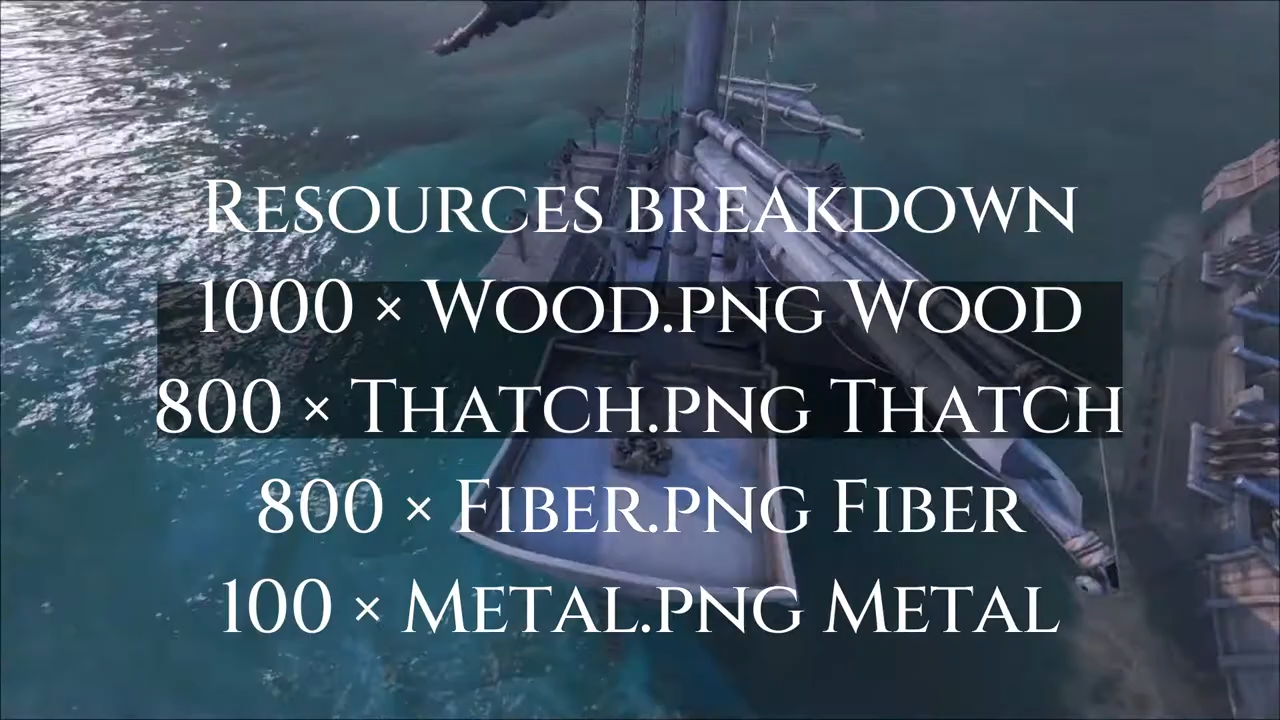 Resources breakdown
1000 × Wood.png Wood
800 × Thatch.png Thatch
800 × Fiber.png Fiber
100 × Metal.png Metal